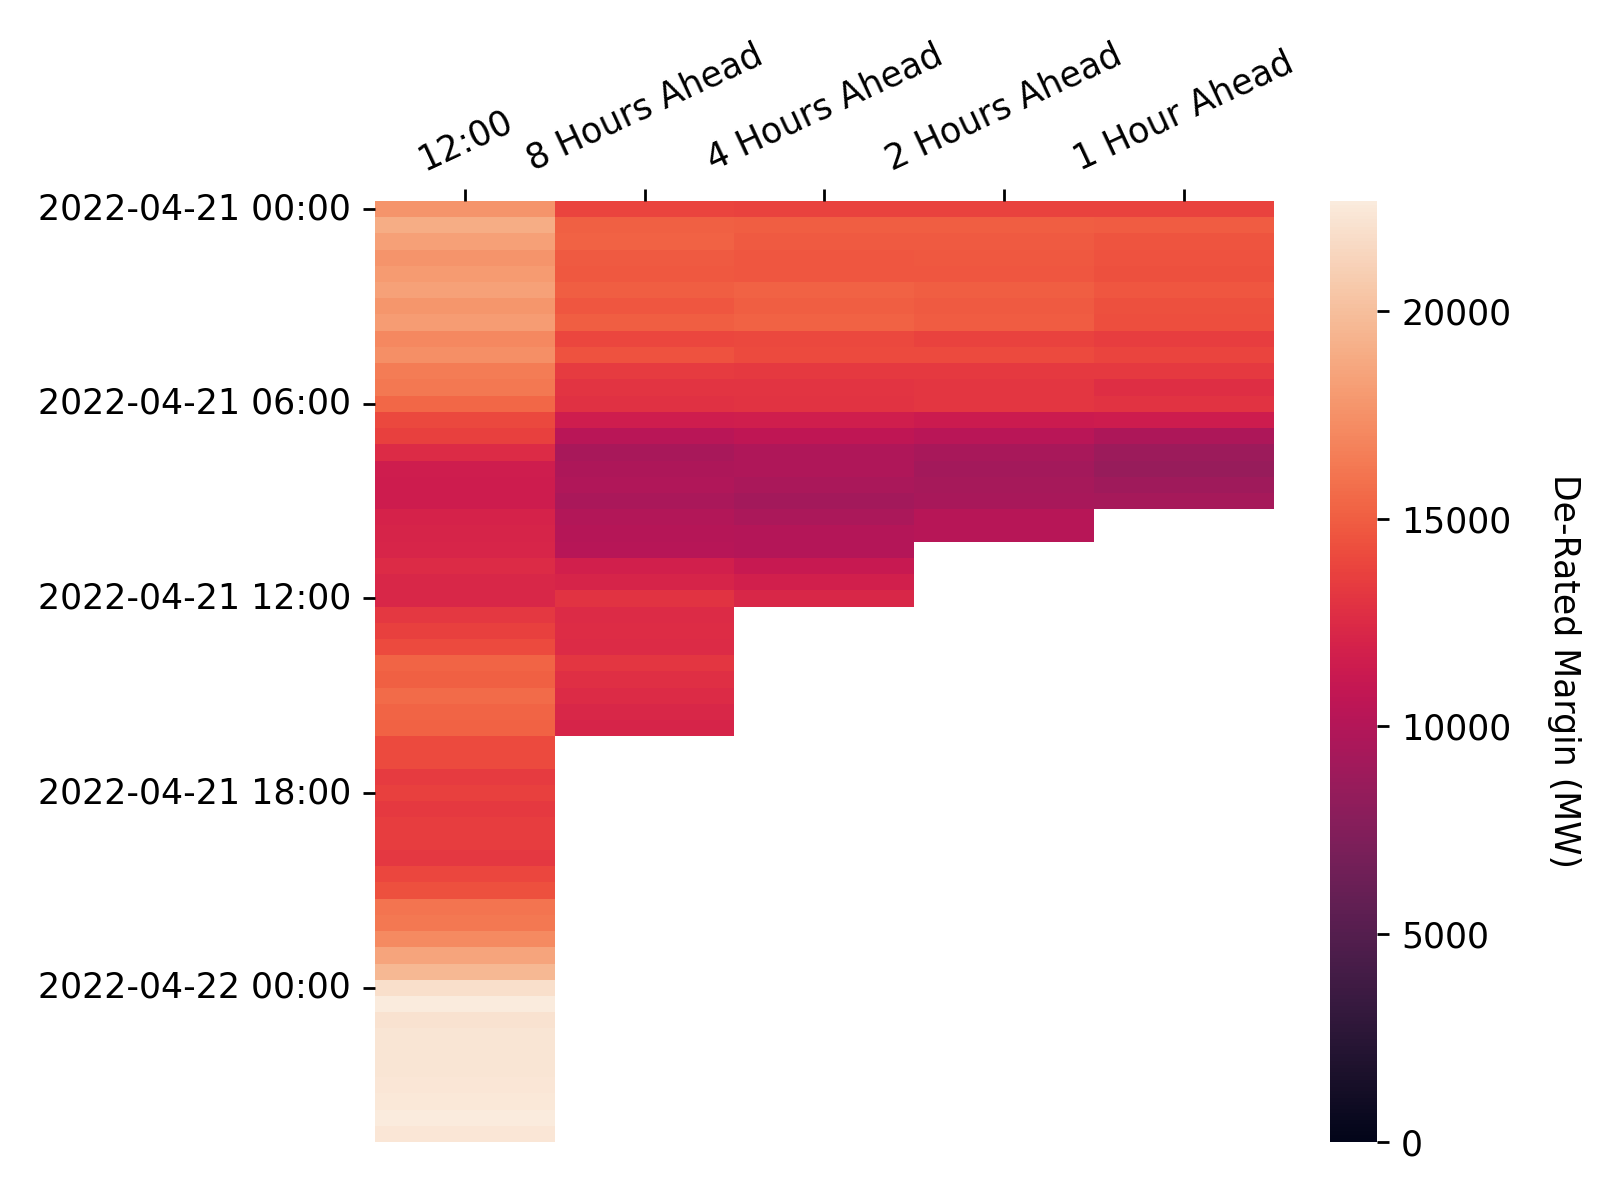 12:00
8 Hours Ahead
4 Hours Ahead
2 Hours Ahead
1 Hour Ahead
2022-04-21 00:00
2022-04-21 06:00
2022-04-21 12:00
2022-04-21 18:00
2022-04-22 00:00
20000
15000
10000
5000
0
De-Rated Margin (MW)